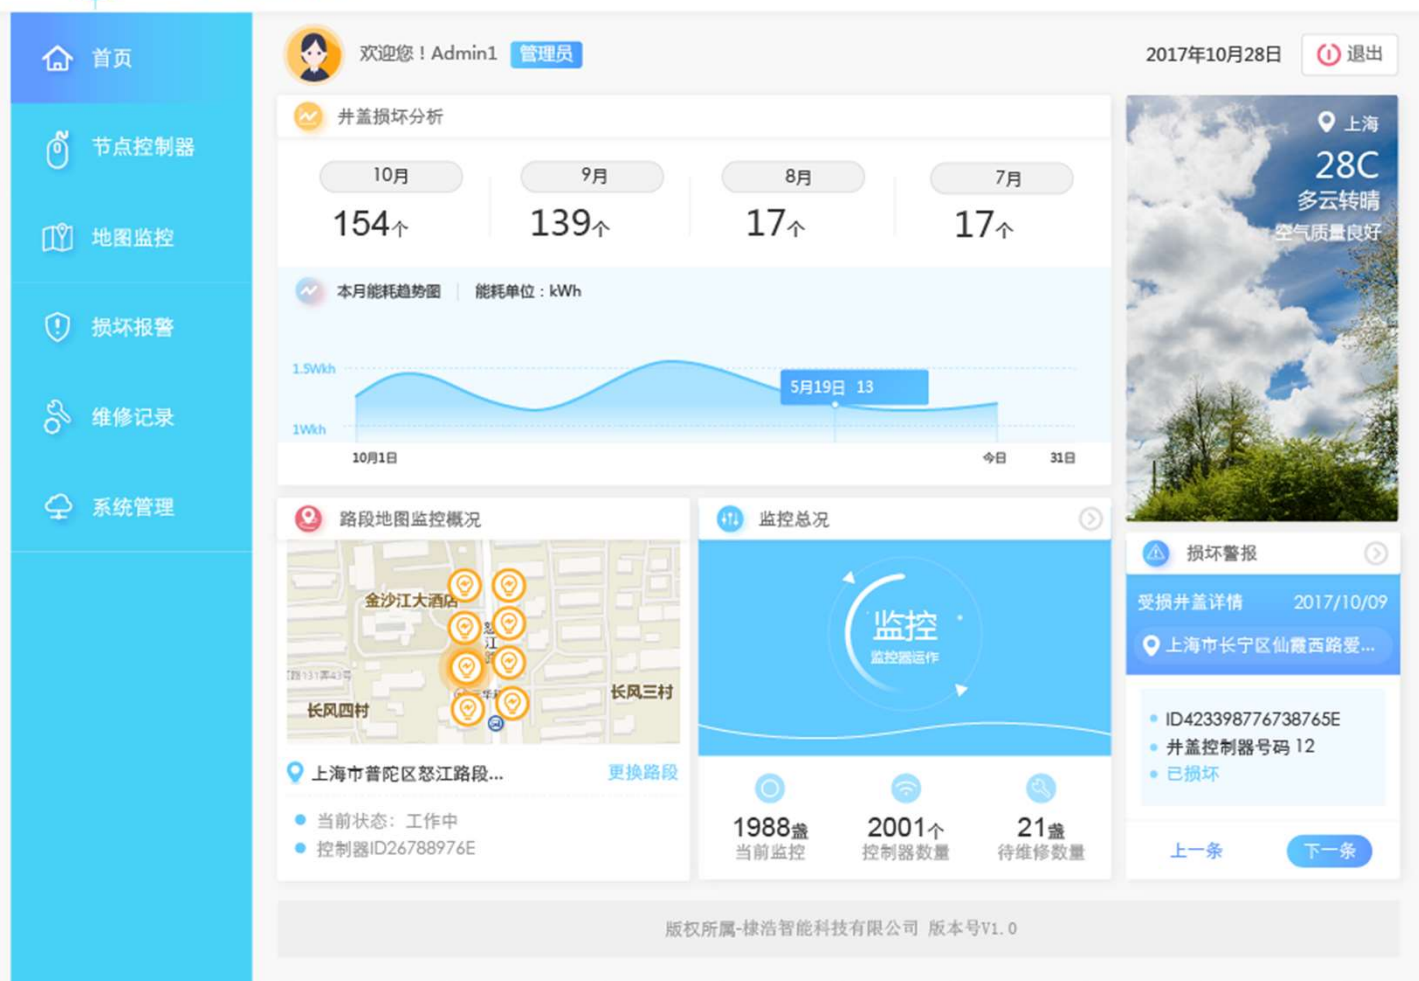 首页
节点控制器
地图监控
损坏报警
维修记录
系统管理
欢迎您！Admin1 管理员
2017年10月28日 退出
井盖损坏分析
10月 9月 8月 7月
154个 139个 17个 17个
本月能耗趋势图 能耗单位：kWh
1.5Wkh
5月19日 13
1Wkh
10月1日 今日 31日
上海
28C
多云转晴
空气质量良好
路段地图监控概况
金沙江大酒店
怒江路
长风三村
长风四村
上海市普陀区怒江路段... 更换路段
当前状态：工作中
控制器ID26788976E
监控总况
监控
监控器运作
1988盏 2001个 21盏
当前监控 控制器数量 待维修数量
损坏警报
受损井盖详情 2017/10/09
上海市长宁区仙霞西路爱...
ID423398776738765E
井盖控制器号码 12
已损坏
上一条 下一条
版权所属-棣浩智能科技有限公司 版本号V1.0